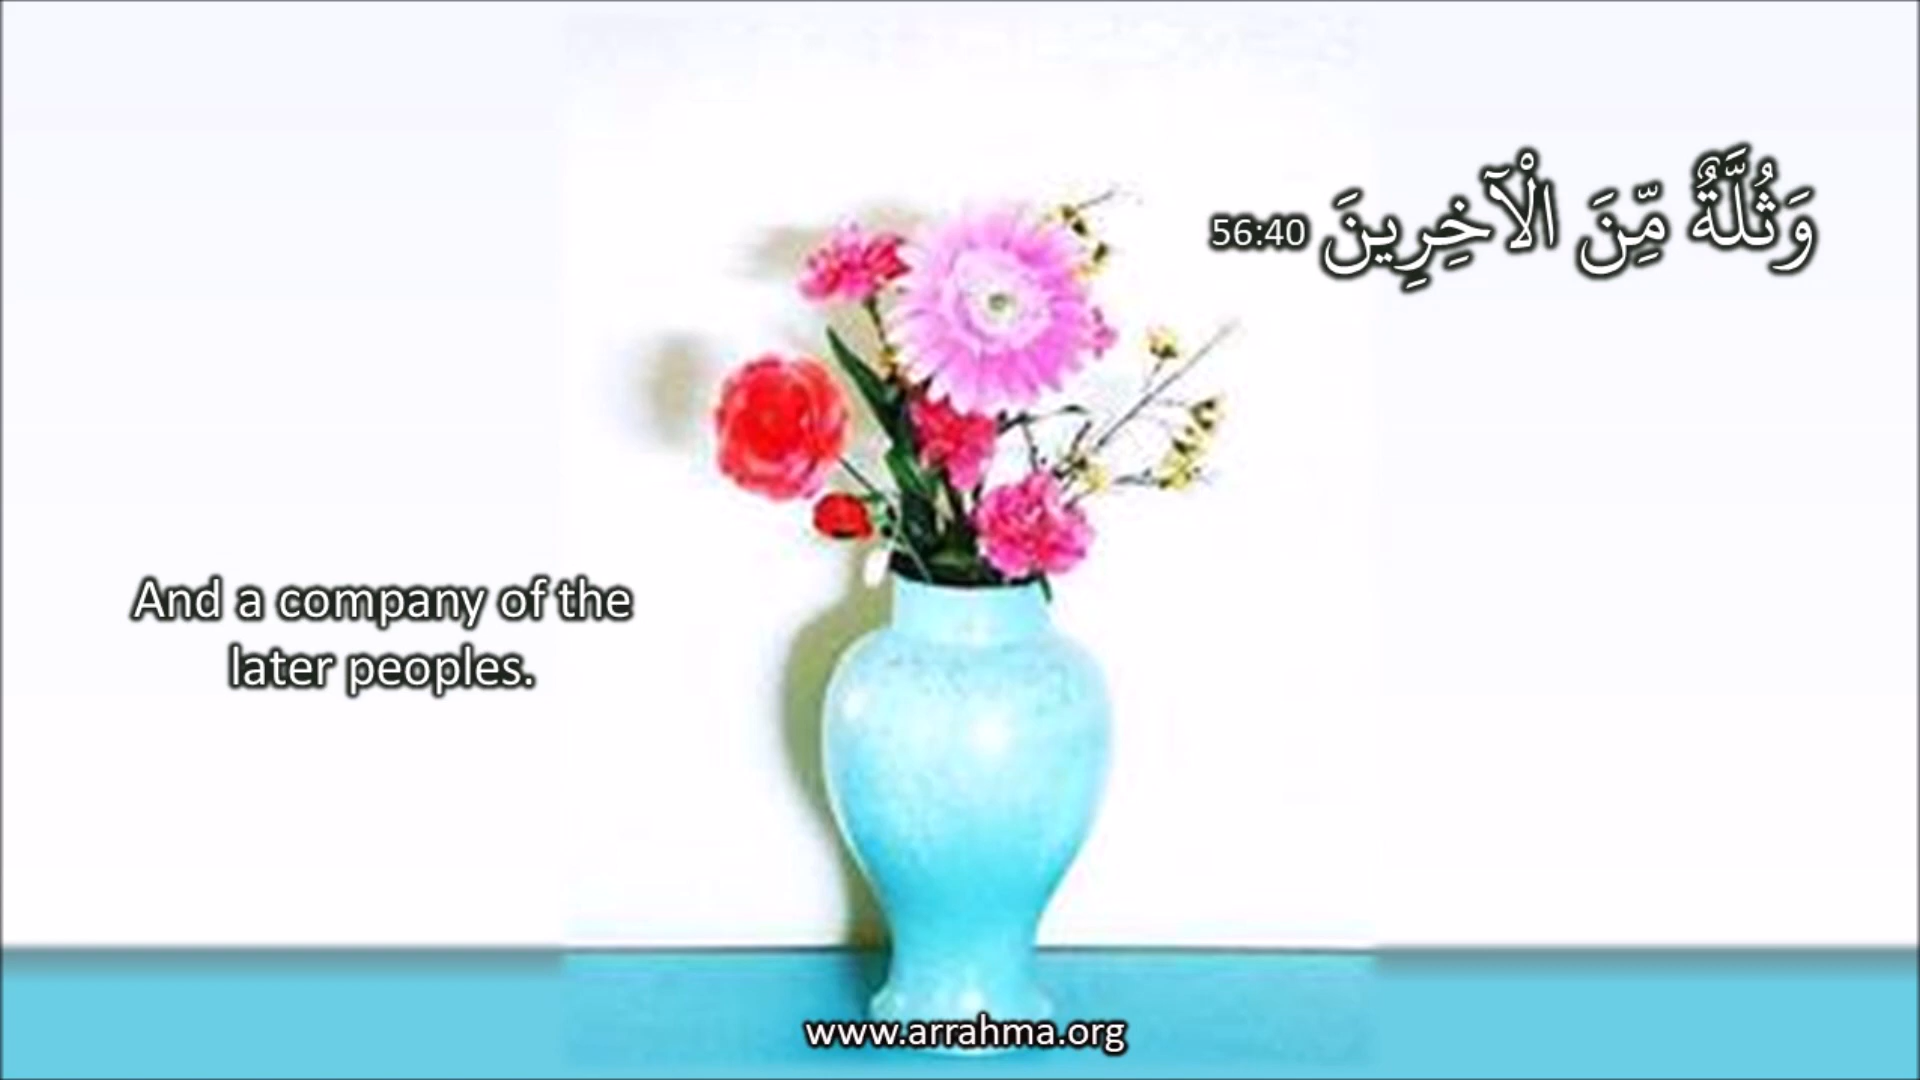 وَثُلَّةٌ مِّنَ الْآخِرِينَ 56:40
And a company of the
later peoples.
www.arrahma.org